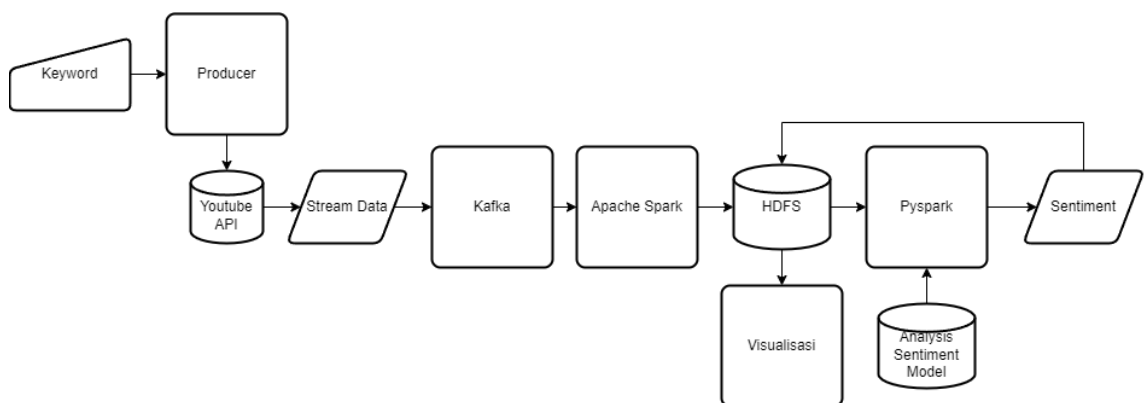 Keyword
Producer
Youtube
API
Stream Data
Kafka
Apache Spark
HDFS
Pyspark
Sentiment
Visualisasi
Analysis
Sentiment
Model